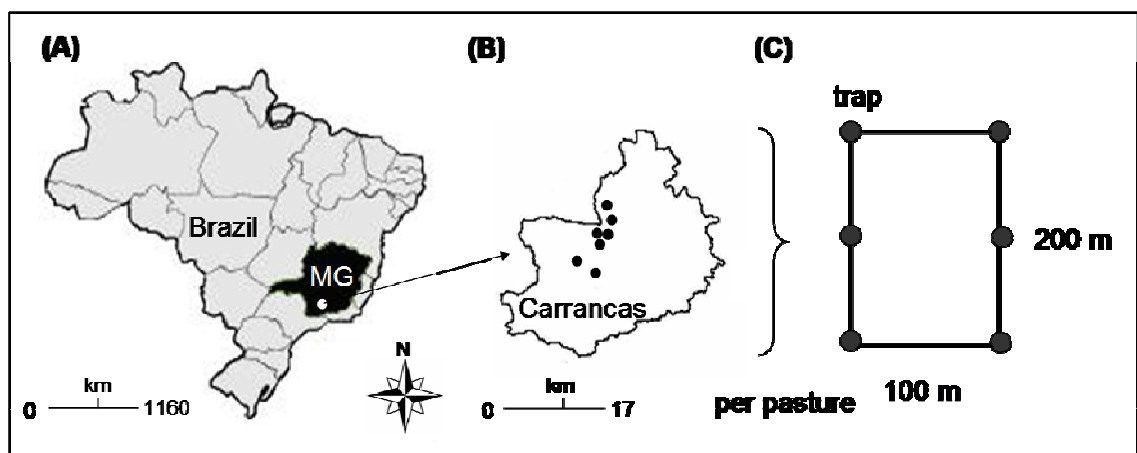 (A)
Brazil
MG
N
km
0 1160
(B)
Carrancas
km
0 17
(C)
trap
200 m
100 m
per pasture